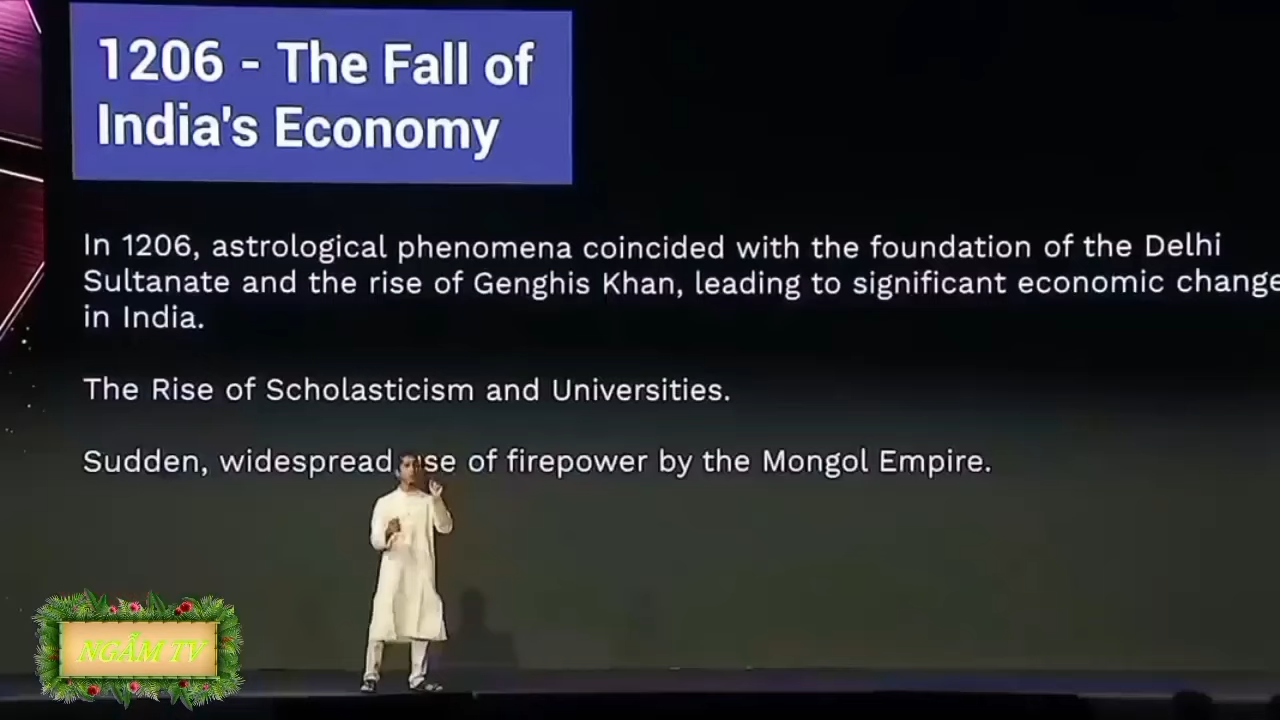 1206 - The Fall of
India's Economy
In 1206, astrological phenomena coincided with the foundation of the Delhi
Sultanate and the rise of Genghis Khan, leading to significant economic change
in India.
The Rise of Scholasticism and Universities.
Sudden, widespread use of firepower by the Mongol Empire.
NGẪM TV